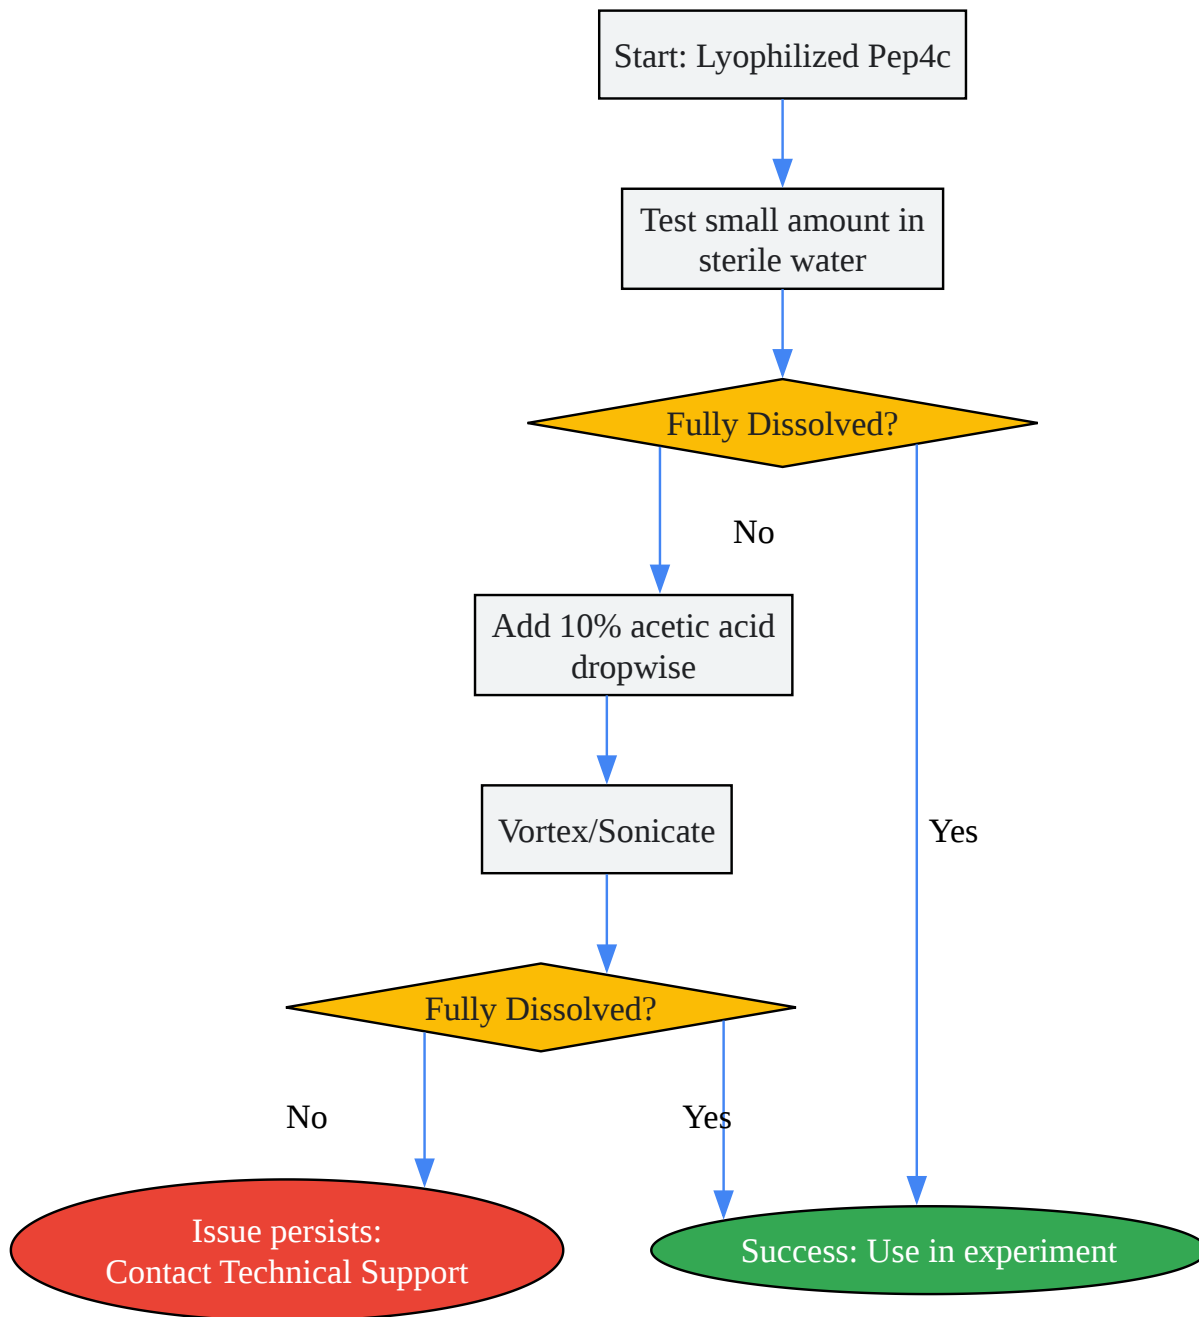 Start: Lyophilized Pep4c
Test small amount in
sterile water
Fully Dissolved?
No
Add 10% acetic acid
dropwise
Vortex/Sonicate
Yes
Fully Dissolved?
No
Yes
Issue persists:
Contact Technical Support
Success: Use in experiment